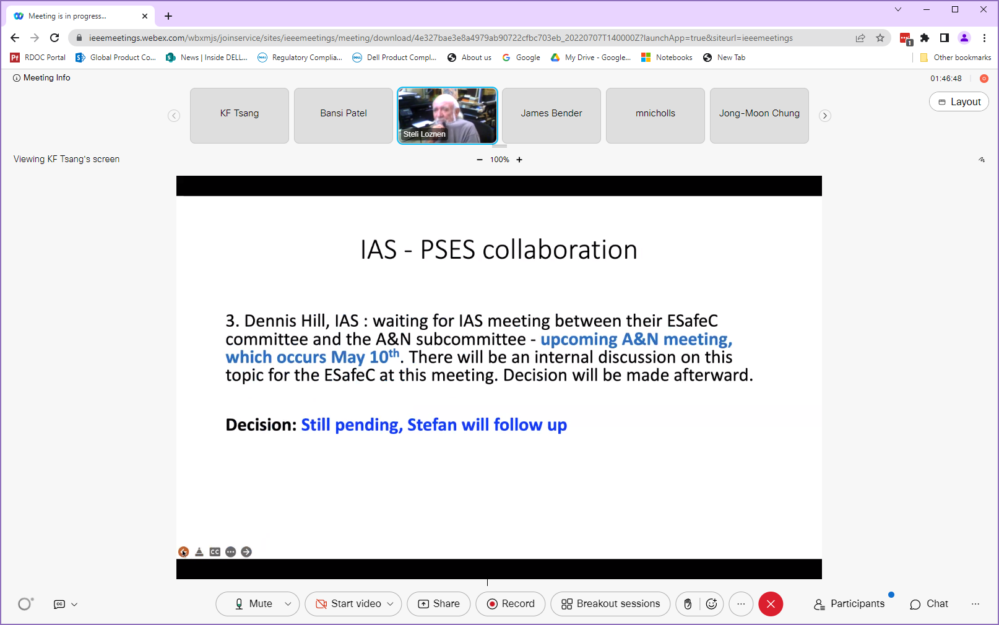 Meeting is in progress...
ieeemeetings.webex.com/wbxmjs/joinservice/sites/ieeemeetings/meeting/download/4e327bae3e8a4979ab90722cfbc703eb_20220707T140000Z?launchApp=true&siteurl=ieeemeetings
1
Pf RDOC Portal Global Product Co... News | Inside DELL... Regulatory Complia... Dell Product Compl... About us Google My Drive - Google... Notebooks New Tab Other bookmarks
Meeting Info
01:46:48
Layout
KF Tsang Bansi Patel Steli Loznen James Bender mnicholls Jong-Moon Chung
Viewing KF Tsang's screen
− 100% +
IAS - PSES collaboration
3. Dennis Hill, IAS : waiting for IAS meeting between their ESafeC
committee and the A&N subcommittee - upcoming A&N meeting,
which occurs May 10th. There will be an internal discussion on this
topic for the ESafeC at this meeting. Decision will be made afterward.
Decision: Still pending, Stefan will follow up
CC
Mute Start video Share Record Breakout sessions Participants Chat